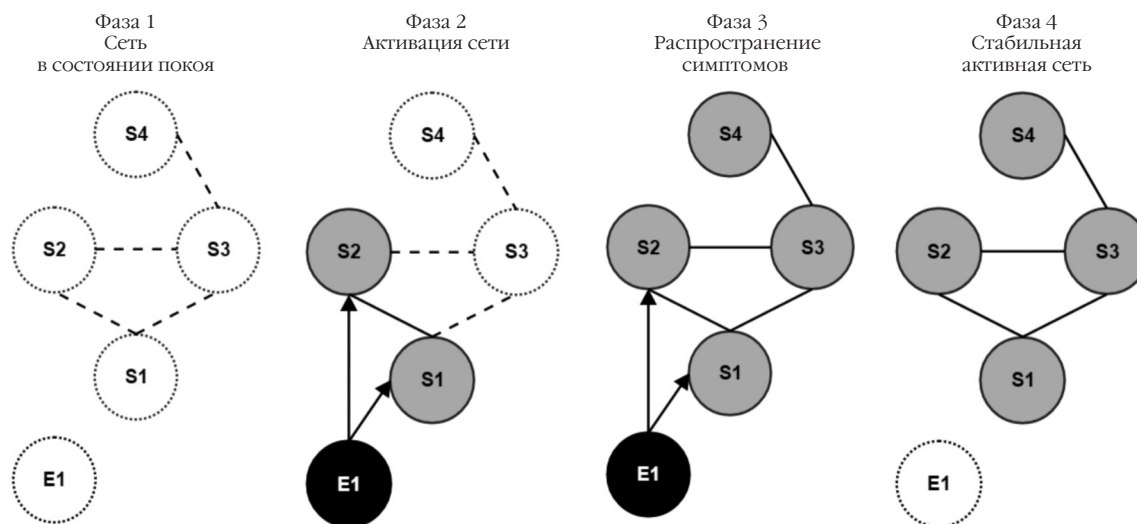 Фаза 1
Сеть
в состоянии покоя
S4
S2
S3
S1
E1
Фаза 2
Активация сети
S4
S2
S3
S1
E1
Фаза 3
Распространение
симптомов
S4
S2
S3
S1
E1
Фаза 4
Стабильная
активная сеть
S4
S2
S3
S1
E1